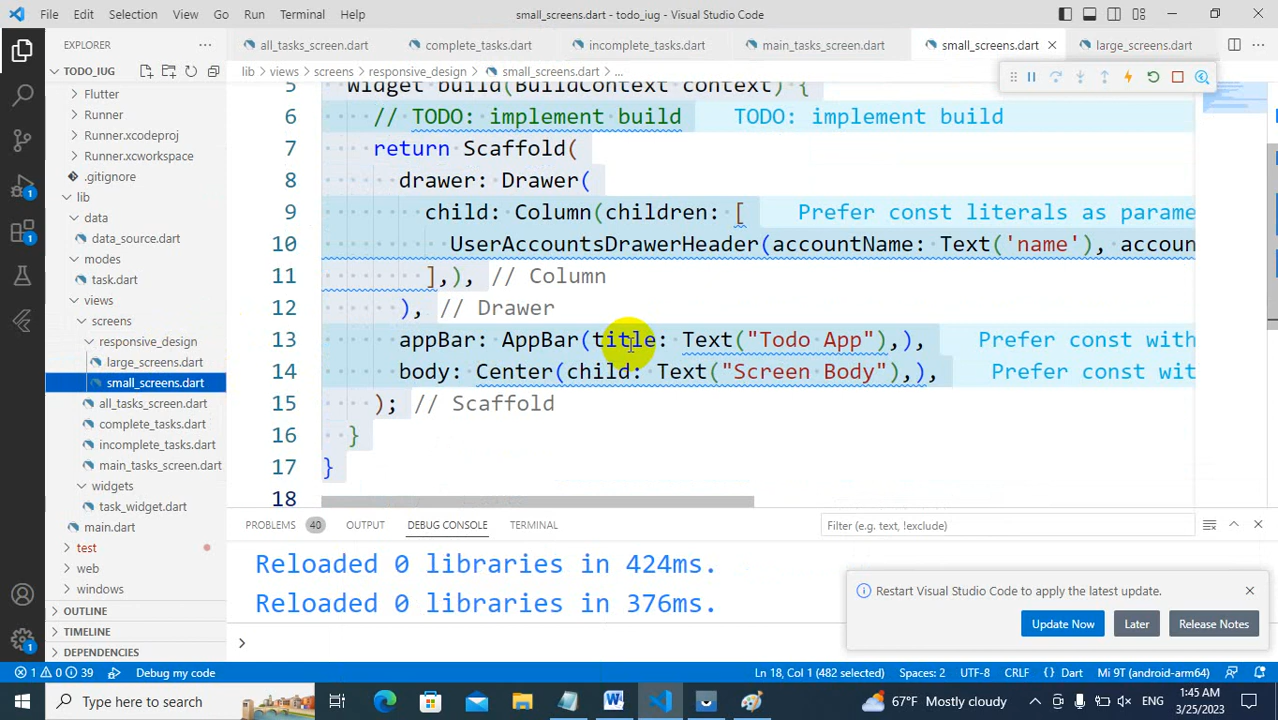 File Edit Selection View Go Run Terminal Help small_screens.dart - todo_iug - Visual Studio Code
EXPLORER
TODO_IUG
Flutter
Runner
Runner.xcodeproj
Runner.xcworkspace
.gitignore
lib
data
data_source.dart
modes
task.dart
views
screens
responsive_design
large_screens.dart
small_screens.dart
all_tasks_screen.dart
complete_tasks.dart
incomplete_tasks.dart
main_tasks_screen.dart
widgets
task_widget.dart
main.dart
test
web
windows
OUTLINE
TIMELINE
DEPENDENCIES
1
1
1
all_tasks_screen.dart complete_tasks.dart incomplete_tasks.dart main_tasks_screen.dart small_screens.dart large_screens.dart
lib > views > screens > responsive_design > small_screens.dart > ...
5 Widget build(BuildContext context) {
6 // TODO: implement build TODO: implement build
7 return Scaffold(
8 drawer: Drawer(
9 child: Column(children: [ Prefer const literals as parame
10 UserAccountsDrawerHeader(accountName: Text('name'), accoun
11 ],), // Column
12 ), // Drawer
13 appBar: AppBar(title: Text("Todo App"),), Prefer const with
14 body: Center(child: Text("Screen Body"),), Prefer const wit
15 ); // Scaffold
16 }
17 }
18
PROBLEMS 40 OUTPUT DEBUG CONSOLE TERMINAL Filter (e.g. text, !exclude)
Reloaded 0 libraries in 424ms.
Reloaded 0 libraries in 376ms.
>
Restart Visual Studio Code to apply the latest update.
Update Now Later Release Notes
1 0 39 Debug my code Ln 18, Col 1 (482 selected) Spaces: 2 UTF-8 CRLF {} Dart Mi 9T (android-arm64)
Type here to search 67°F Mostly cloudy ENG 1:45 AM
3/25/2023